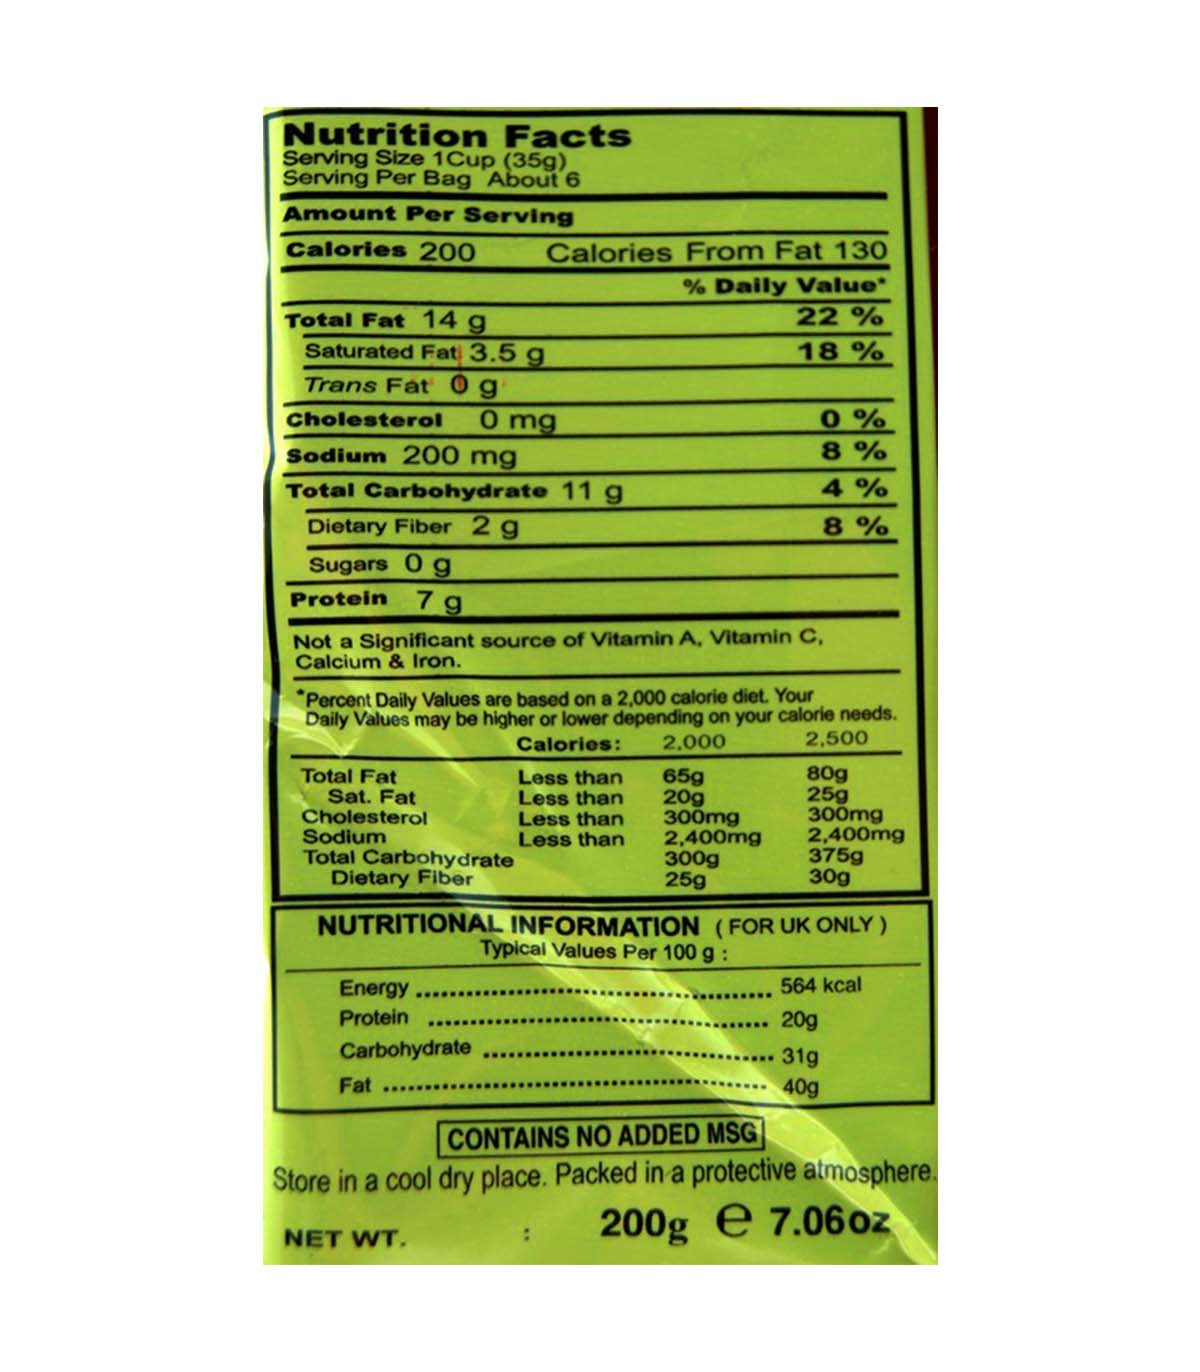 Nutrition Facts
Serving Size 1Cup (35g)
Serving Per Bag About 6
Amount Per Serving
Calories 200 Calories From Fat 130
% Daily Value*
Total Fat 14 g 22 %
Saturated Fat 3.5 g 18 %
Trans Fat 0 g
Cholesterol 0 mg 0 %
Sodium 200 mg 8 %
Total Carbohydrate 11 g 4 %
Dietary Fiber 2 g 8 %
Sugars 0 g
Protein 7 g
Not a Significant source of Vitamin A, Vitamin C,
Calcium & Iron.
*Percent Daily Values are based on a 2,000 calorie diet. Your
Daily Values may be higher or lower depending on your calorie needs.
Calories: 2,000 2,500
Total Fat Less than 65g 80g
Sat. Fat Less than 20g 25g
Cholesterol Less than 300mg 300mg
Sodium Less than 2,400mg 2,400mg
Total Carbohydrate 300g 375g
Dietary Fiber 25g 30g
NUTRITIONAL INFORMATION ( FOR UK ONLY )
Typical Values Per 100 g :
Energy ........................................ 564 kcal
Protein ........................................ 20g
Carbohydrate ........................................ 31g
Fat ........................................ 40g
CONTAINS NO ADDED MSG
Store in a cool dry place. Packed in a protective atmosphere.
NET WT. : 200g e 7.06oz